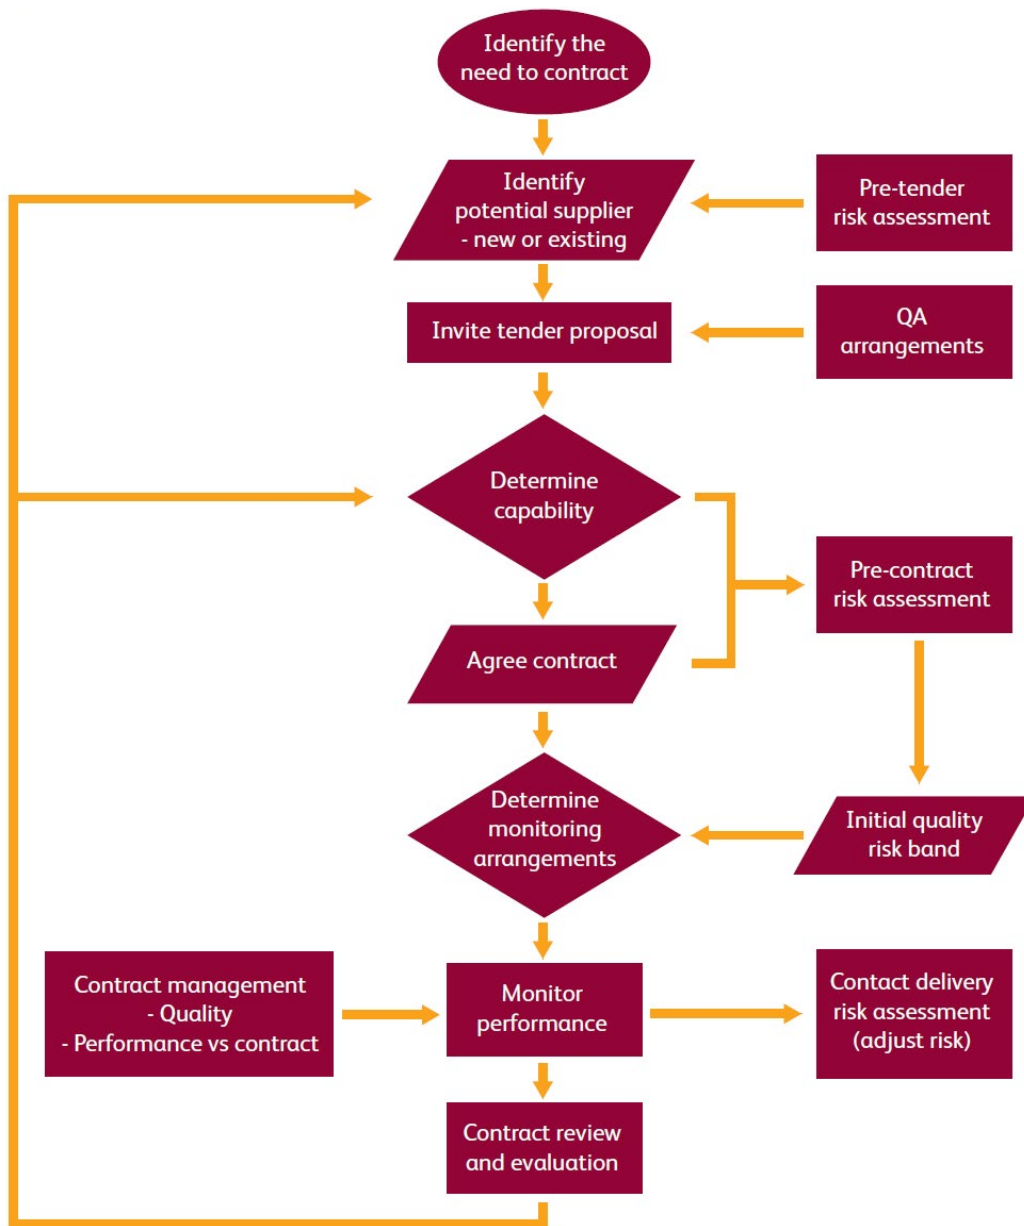 Identify the
need to contract
Identify
potential supplier
- new or existing
Pre-tender
risk assessment
Invite tender proposal
QA
arrangements
Determine
capability
Pre-contract
risk assessment
Agree contract
Determine
monitoring
arrangements
Initial quality
risk band
Contract management
- Quality
- Performance vs contract
Monitor
performance
Contact delivery
risk assessment
(adjust risk)
Contract review
and evaluation